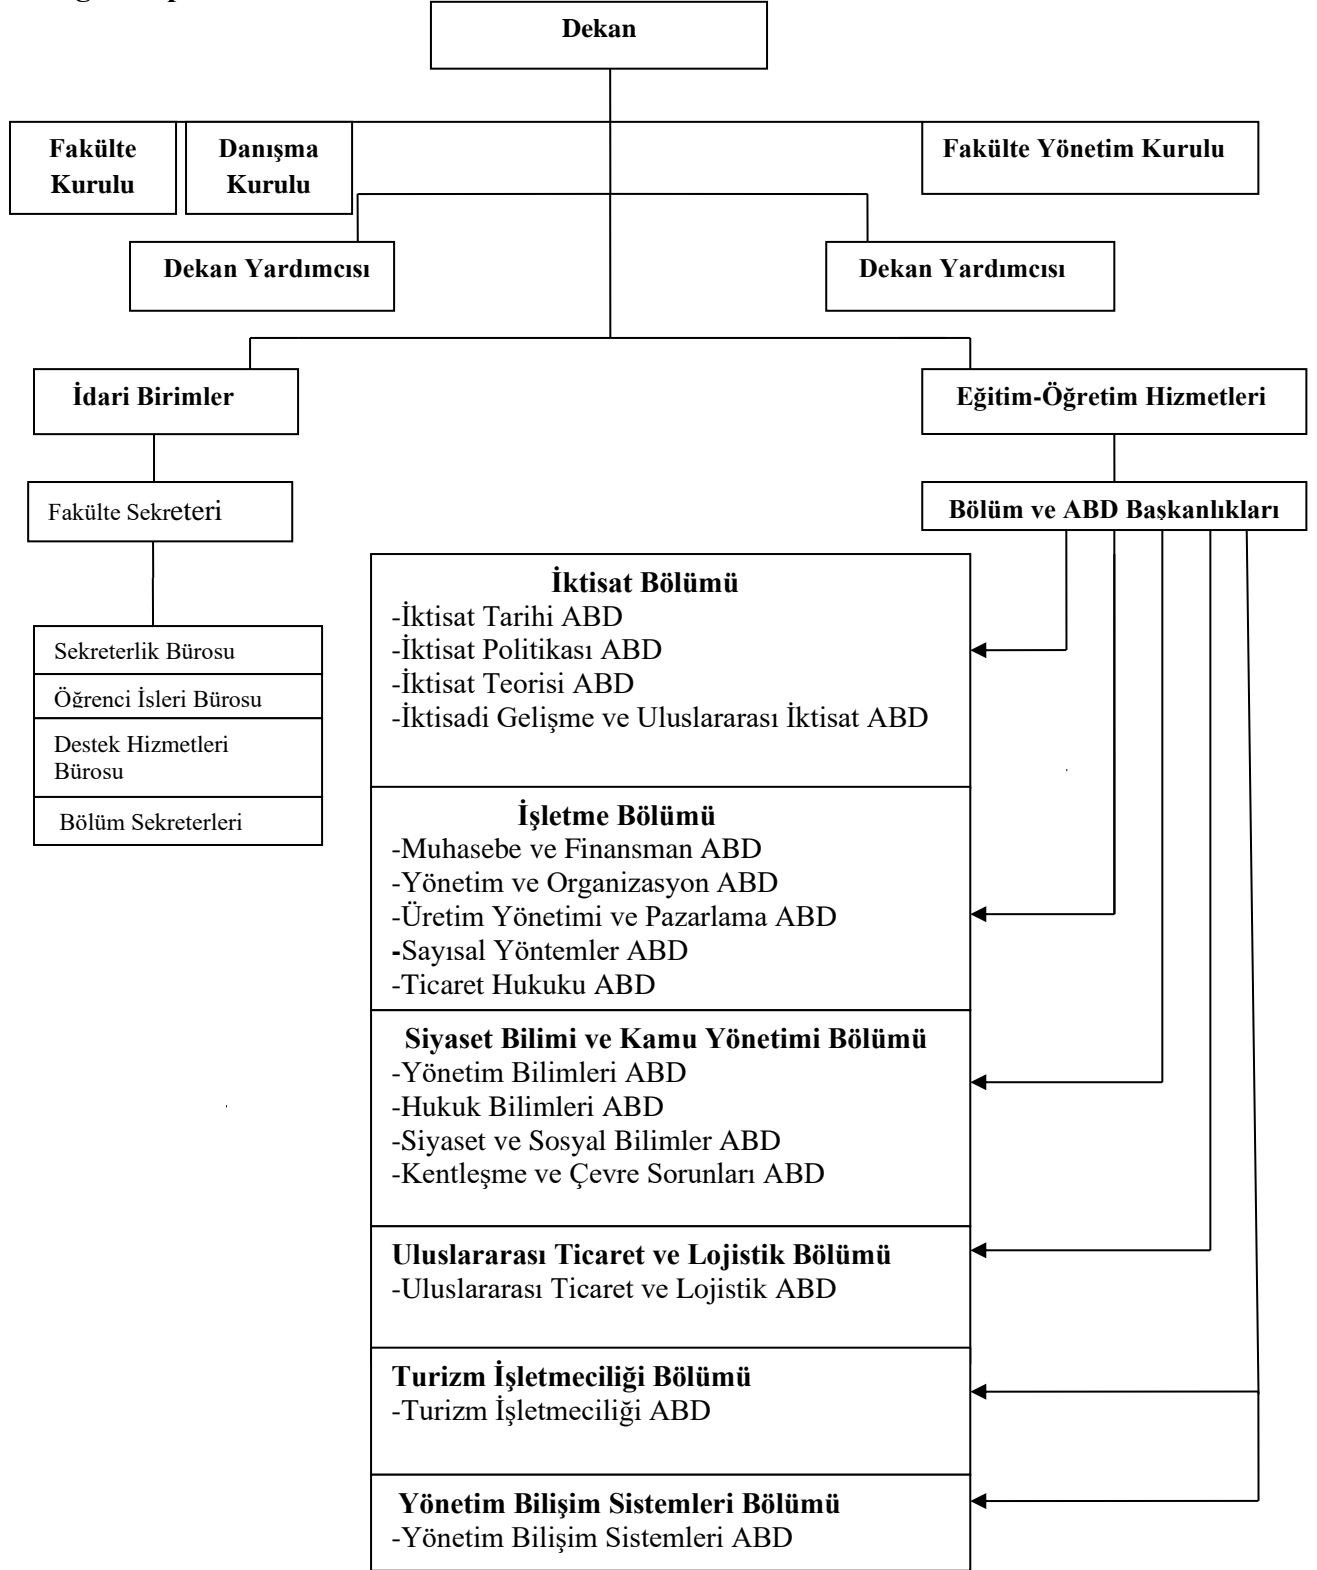 Dekan
Fakülte
Kurulu
Danışma
Kurulu
Fakülte Yönetim Kurulu
Dekan Yardımcısı
Dekan Yardımcısı
İdari Birimler
Eğitim-Öğretim Hizmetleri
Fakülte Sekreteri
Bölüm ve ABD Başkanlıkları
Sekreterlik Bürosu
Öğrenci İşleri Bürosu
Destek Hizmetleri
Bürosu
Bölüm Sekreterleri
İktisat Bölümü
-İktisat Tarihi ABD
-İktisat Politikası ABD
-İktisat Teorisi ABD
-İktisadi Gelişme ve Uluslararası İktisat ABD
İşletme Bölümü
-Muhasebe ve Finansman ABD
-Yönetim ve Organizasyon ABD
-Üretim Yönetimi ve Pazarlama ABD
-Sayısal Yöntemler ABD
-Ticaret Hukuku ABD
Siyaset Bilimi ve Kamu Yönetimi Bölümü
-Yönetim Bilimleri ABD
-Hukuk Bilimleri ABD
-Siyaset ve Sosyal Bilimler ABD
-Kentleşme ve Çevre Sorunları ABD
Uluslararası Ticaret ve Lojistik Bölümü
-Uluslararası Ticaret ve Lojistik ABD
Turizm İşletmeciliği Bölümü
-Turizm İşletmeciliği ABD
Yönetim Bilişim Sistemleri Bölümü
-Yönetim Bilişim Sistemleri ABD